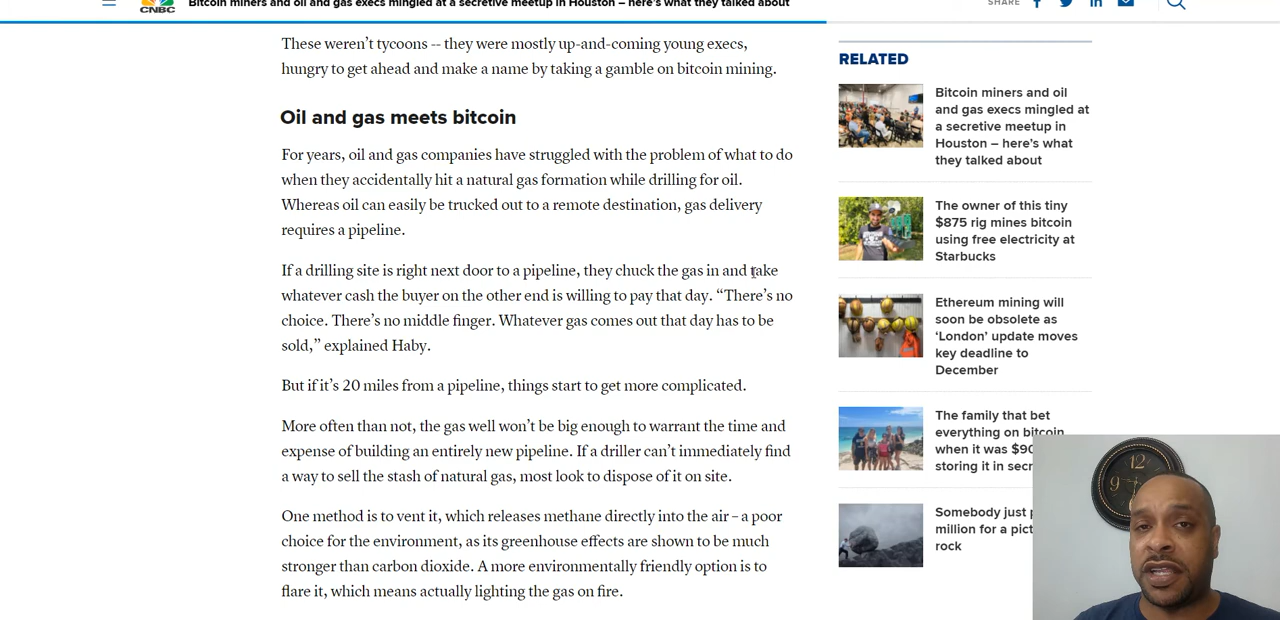 CNBC
Bitcoin miners and oil and gas execs mingled at a secretive meetup in Houston – here's what they talked about
SHARE
These weren't tycoons -- they were mostly up-and-coming young execs,
hungry to get ahead and make a name by taking a gamble on bitcoin mining.
Oil and gas meets bitcoin
For years, oil and gas companies have struggled with the problem of what to do
when they accidentally hit a natural gas formation while drilling for oil.
Whereas oil can easily be trucked out to a remote destination, gas delivery
requires a pipeline.
If a drilling site is right next door to a pipeline, they chuck the gas in and take
whatever cash the buyer on the other end is willing to pay that day. “There's no
choice. There's no middle finger. Whatever gas comes out that day has to be
sold,” explained Haby.
But if it's 20 miles from a pipeline, things start to get more complicated.
More often than not, the gas well won't be big enough to warrant the time and
expense of building an entirely new pipeline. If a driller can't immediately find
a way to sell the stash of natural gas, most look to dispose of it on site.
One method is to vent it, which releases methane directly into the air – a poor
choice for the environment, as its greenhouse effects are shown to be much
stronger than carbon dioxide. A more environmentally friendly option is to
flare it, which means actually lighting the gas on fire.
RELATED
Bitcoin miners and oil
and gas execs mingled at
a secretive meetup in
Houston – here's what
they talked about
The owner of this tiny
$875 rig mines bitcoin
using free electricity at
Starbucks
Ethereum mining will
soon be obsolete as
‘London’ update moves
key deadline to
December
The family that bet
everything on bitcoin
when it was $90
storing it in
Somebody just
million for a
rock
12
9